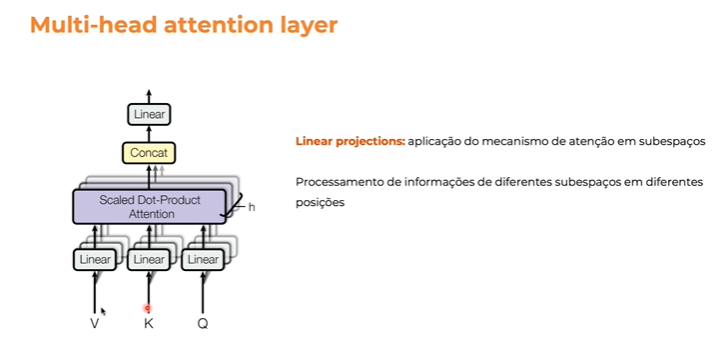 Multi-head attention layer
Linear
Concat
Scaled Dot-Product
Attention
h
Linear
Linear
Linear
V
K
Q
Linear projections: aplicação do mecanismo de atenção em subespaços
Processamento de informações de diferentes subespaços em diferentes
posições